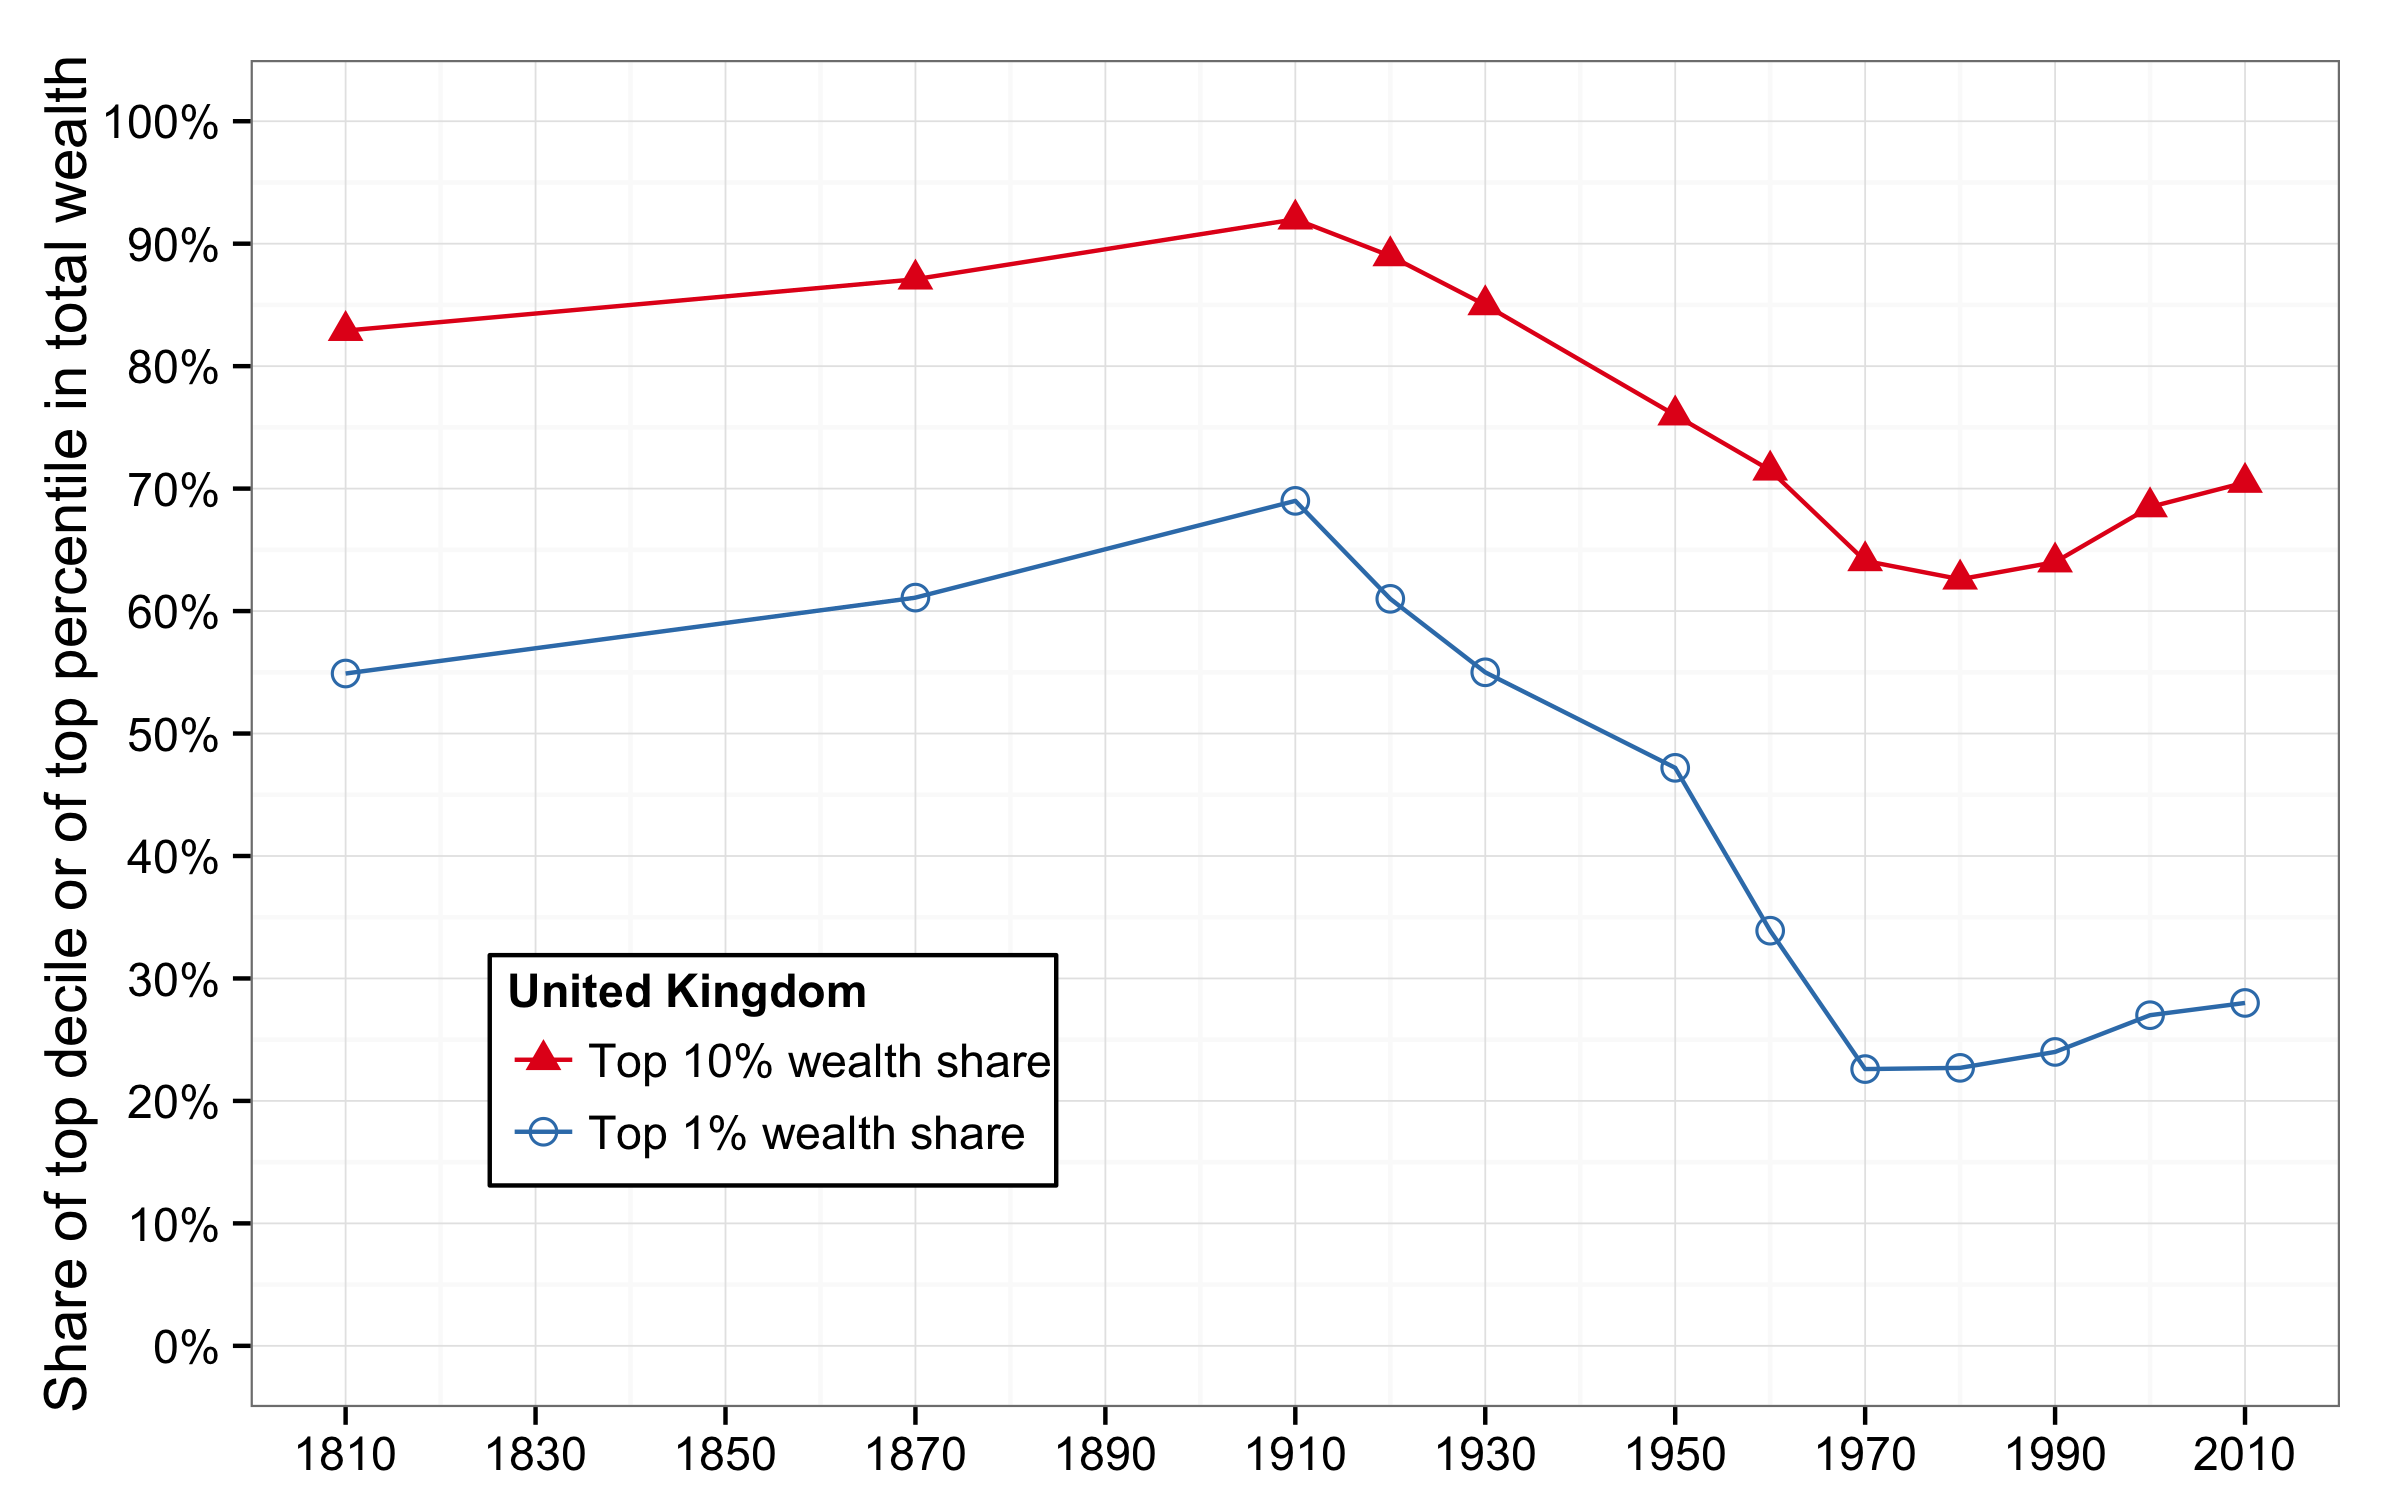 Share of top decile or of top percentile in total wealth
100%
90%
80%
70%
60%
50%
40%
30%
20%
10%
0%
United Kingdom
Top 10% wealth share
Top 1% wealth share
1810 1830 1850 1870 1890 1910 1930 1950 1970 1990 2010